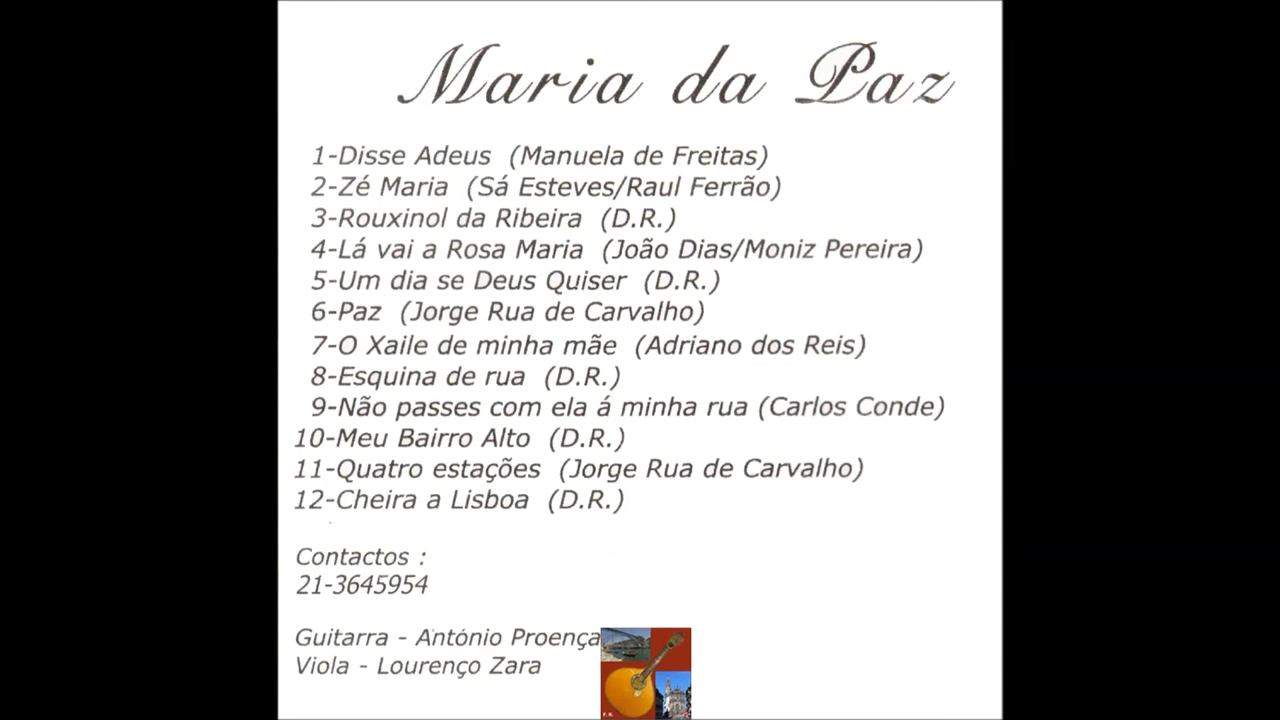 Maria da Paz
1-Disse Adeus (Manuela de Freitas)
2-Zé Maria (Sá Esteves/Raul Ferrão)
3-Rouxinol da Ribeira (D.R.)
4-Lá vai a Rosa Maria (João Dias/Moniz Pereira)
5-Um dia se Deus Quiser (D.R.)
6-Paz (Jorge Rua de Carvalho)
7-O Xaile de minha mãe (Adriano dos Reis)
8-Esquina de rua (D.R.)
9-Não passes com ela á minha rua (Carlos Conde)
10-Meu Bairro Alto (D.R.)
11-Quatro estações (Jorge Rua de Carvalho)
12-Cheira a Lisboa (D.R.)
Contactos :
21-3645954
Guitarra - António Proença
Viola - Lourenço Zara